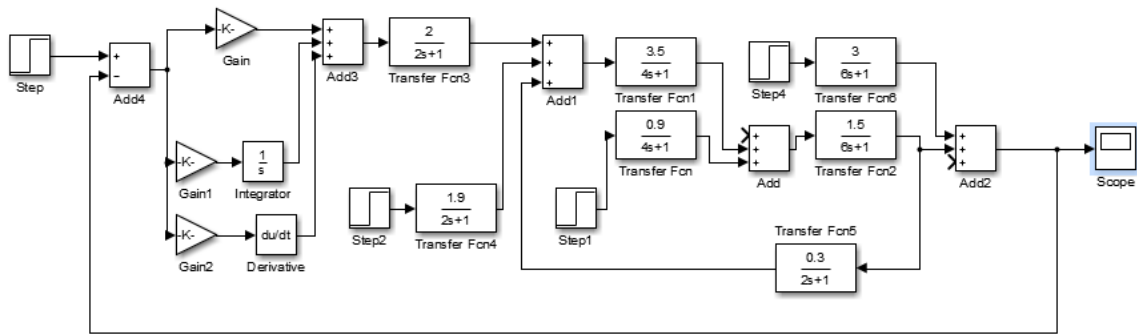 Step
+
−
Add4
-K-
Gain
-K-
Gain1
1
s
Integrator
-K-
Gain2
du/dt
Derivative
+
+
+
Add3
2
2s+1
Transfer Fcn3
Step2
1.9
2s+1
Transfer Fcn4
+
+
+
Add1
3.5
4s+1
Transfer Fcn1
0.9
4s+1
Transfer Fcn
Step1
Step4
+
+
+
Add
3
6s+1
Transfer Fcn6
1.5
6s+1
Transfer Fcn2
Transfer Fcn5
0.3
2s+1
+
+
+
Add2
Scope